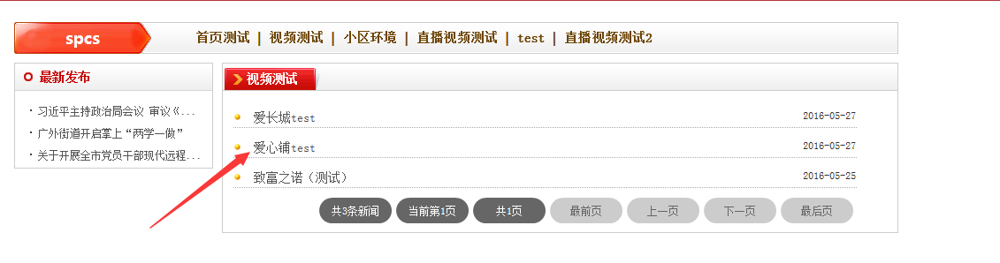 spcs
首页测试 | 视频测试 | 小区环境 | 直播视频测试 | test | 直播视频测试2
最新发布
· 习近平主持政治局会议 审议《...
· 广外街道开启掌上“两学一做”
· 关于开展全市党员干部现代远程...
视频测试
爱长城test 2016-05-27
爱心铺test 2016-05-27
致富之诺（测试） 2016-05-25
共3条新闻 当前第1页 共1页 最前页 上一页 下一页 最后页